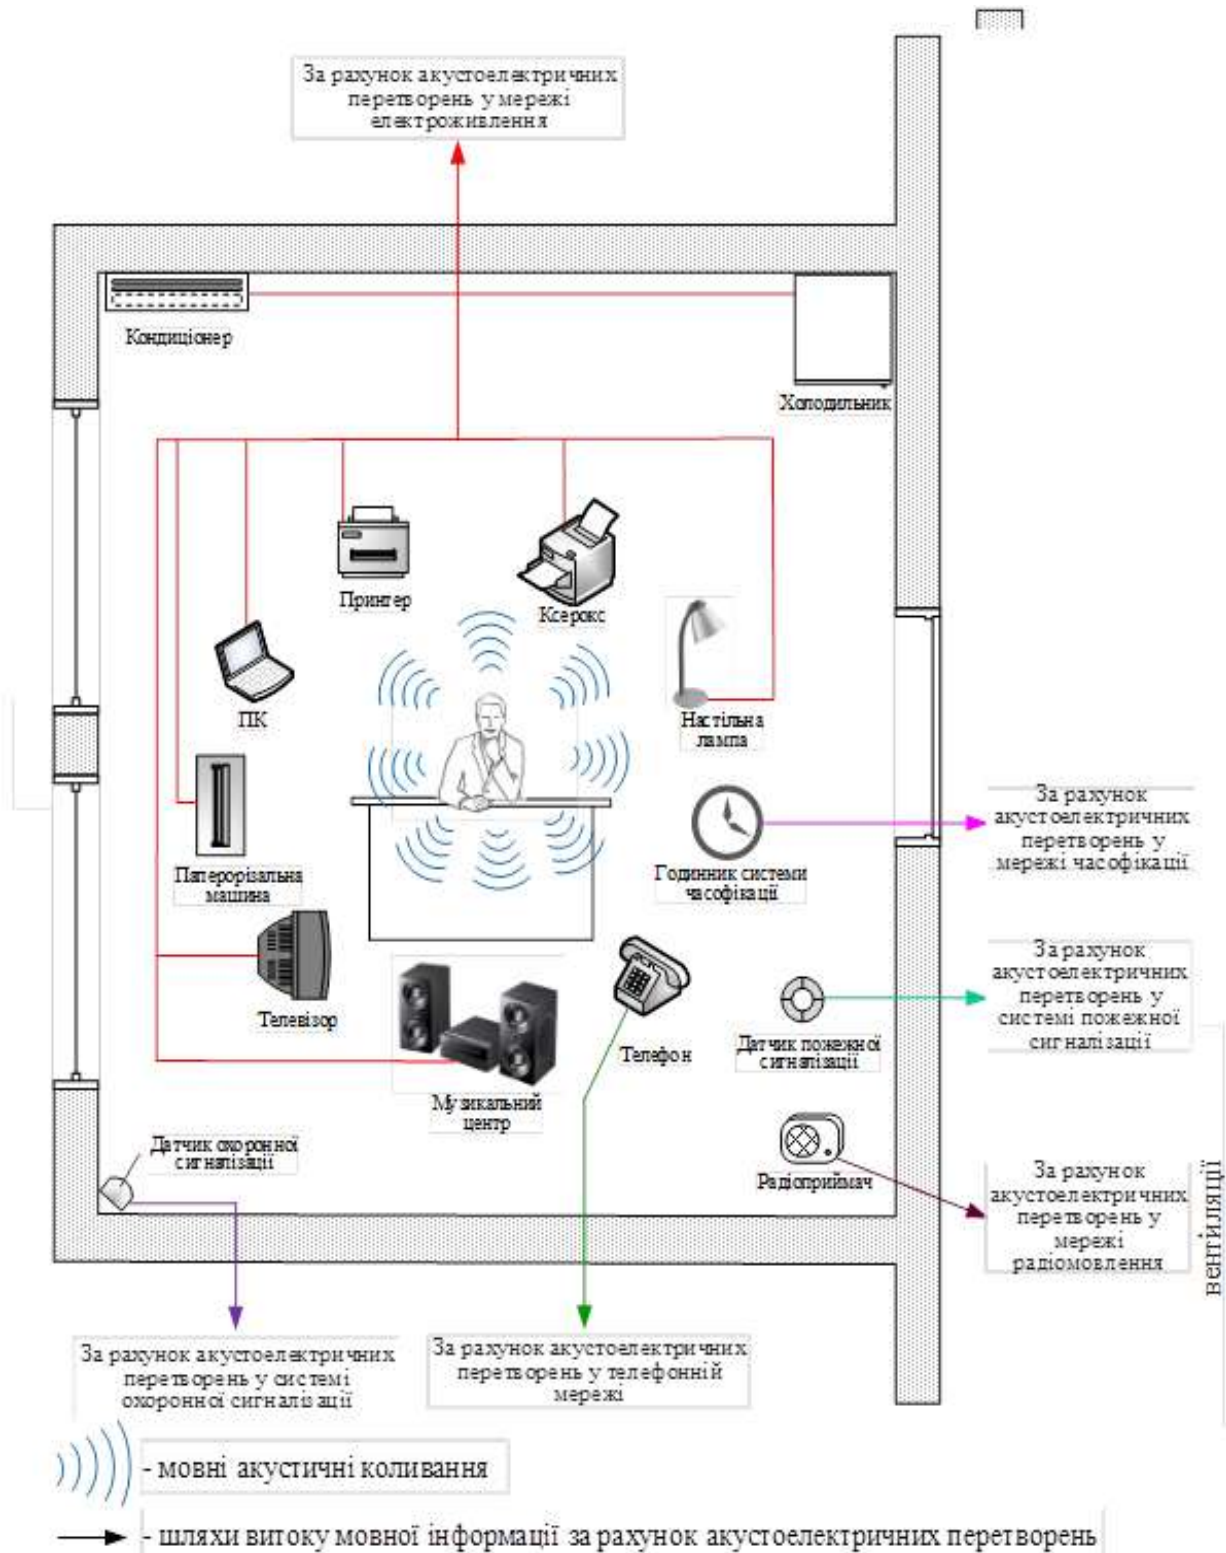 За рахунок акустоелектричних
перетворень у мережі
електроживлення
Кондиціонер
Холодильник
Принтер
Ксерокс
ПК
Настільна
лампа
Паперорізальна
машина
Годинник системи
часофікації
За рахунок
акустоелектричних
перетворень у
мережі часофікації
Телевізор
Музикальний
центр
Телефон
Датчик пожежної
сигналізації
За рахунок
акустоелектричних
перетворень у
системі пожежної
сигналізації
Датчик охоронної
сигналізації
Радіоприймач
За рахунок
акустоелектричних
перетворень у
мережі
радіомовлення
вентіляції
За рахунок акустоелектричних
перетворень у системі
охоронної сигналізації
За рахунок акустоелектричних
перетворень у телефонній
мережі
- мовні акустичні коливання
- шляхи витоку мовної інформації за рахунок акустоелектричних перетворень